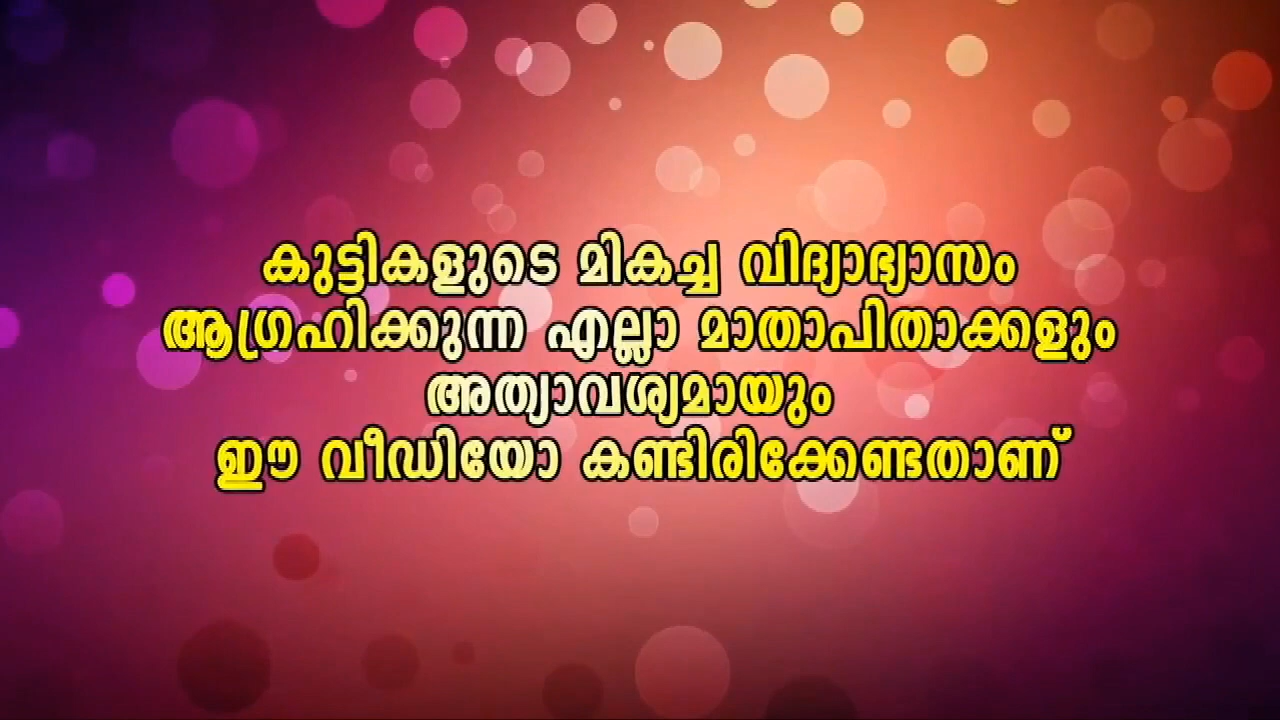 കുട്ടികളുടെ മികച്ച വിദ്യാഭ്യാസം
ആഗ്രഹിക്കുന്ന എല്ലാ മാതാപിതാക്കളും
അത്യാവശ്യമായും
ഈ വീഡിയോ കണ്ടിരിക്കേണ്ടതാണ്